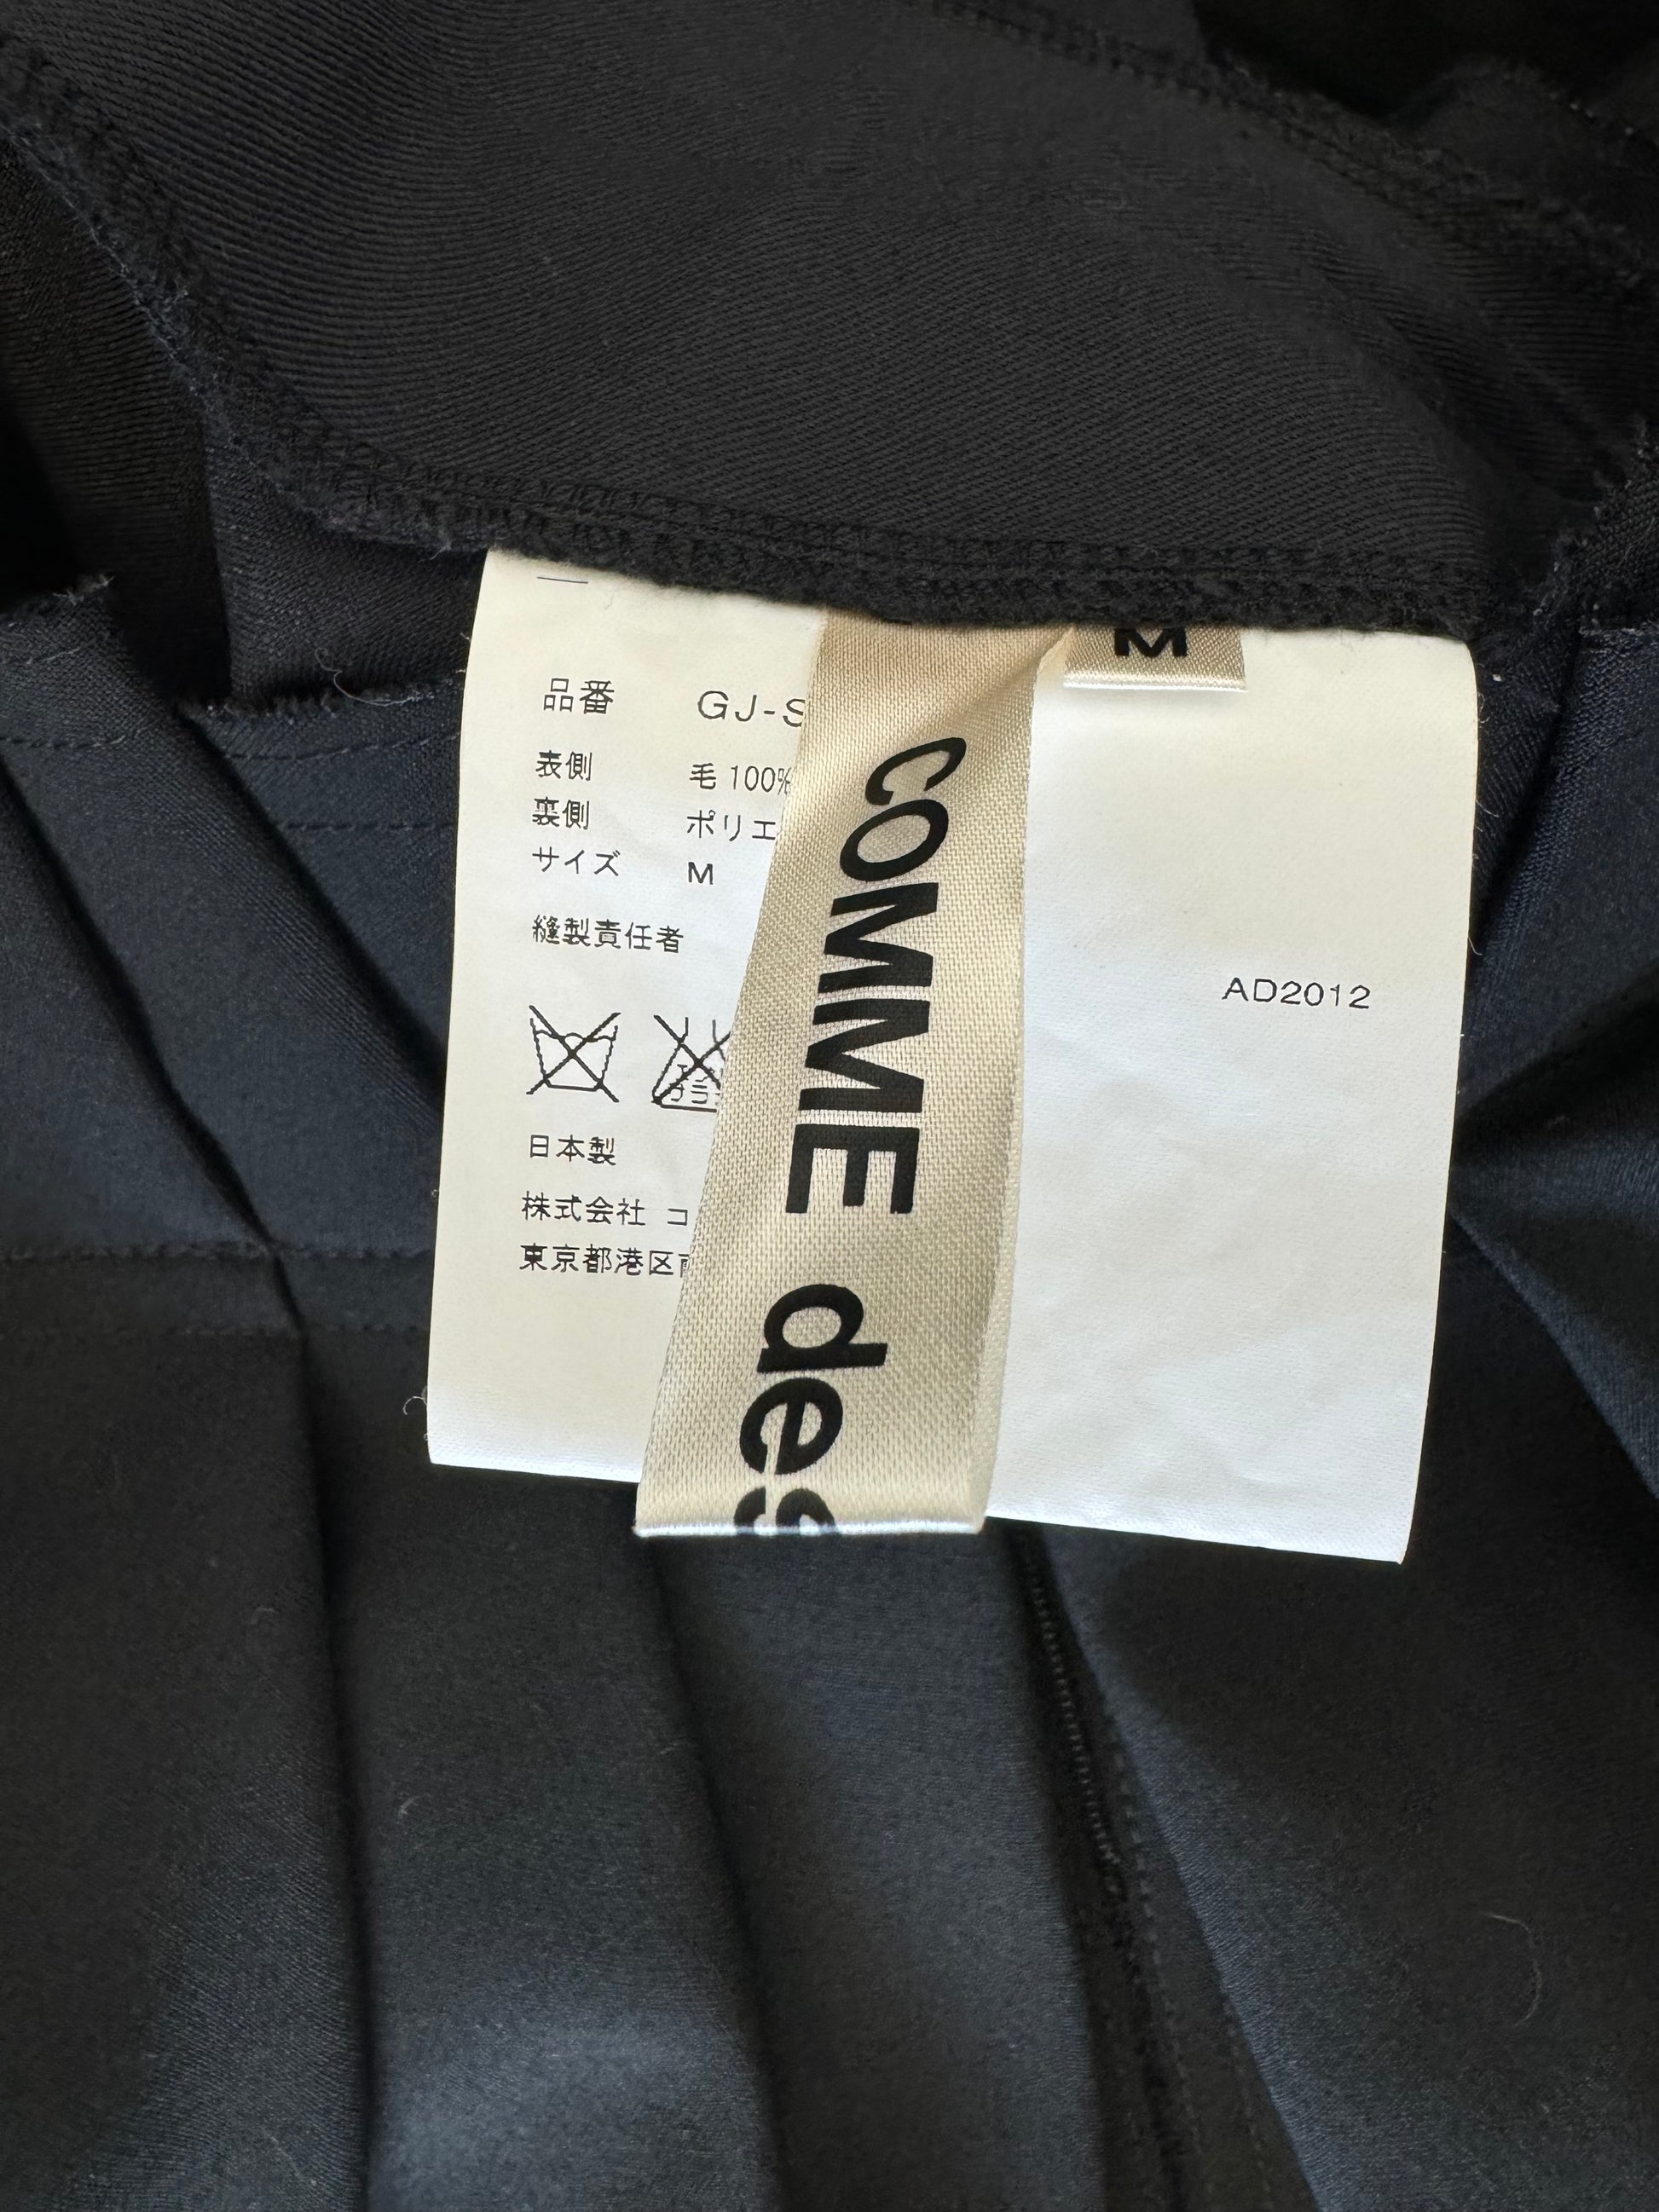 M
品番 GJ-S
表側 毛 100%
裏側 ポリエ
サイズ M
縫製責任者
日本製
株式会社 コ
東京都港区
COMME des
AD2012